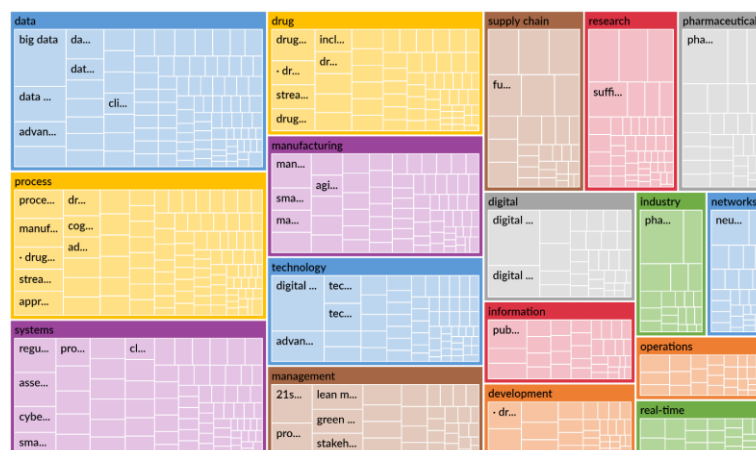 data
big data
da...
dat...
data ...
cli...
advan...
process
proce...
dr...
manuf...
cog...
ad...
- drug...
strea...
appr...
systems
regu...
pro...
cl...
asse...
cybe...
sma...
drug
drug...
incl...
- dr...
dr...
strea...
drug...
manufacturing
man...
agi...
sma...
ma...
technology
digital ...
tec...
tec...
advan...
management
21s...
lean m...
green ...
pro...
stakeh...
supply chain
fu...
research
suffi...
pharmaceutical
pha...
digital
digital ...
digital ...
industry
pha...
networks
neu...
information
pub...
operations
development
- dr...
real-time